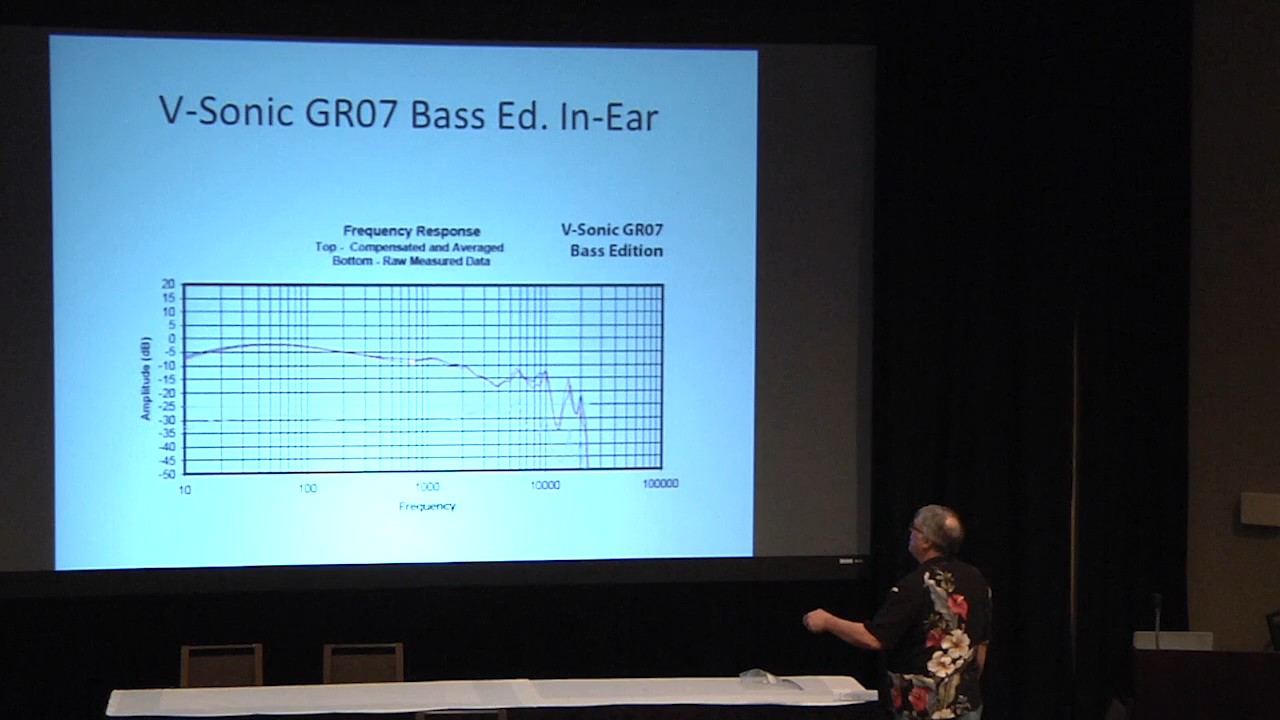 V-Sonic GR07 Bass Ed. In-Ear
Frequency Response
Top - Compensated and Averaged
Bottom - Raw Measured Data
V-Sonic GR07
Bass Edition
20
15
10
5
0
-5
-10
-15
-20
-25
-30
-35
-40
-45
-50
Amplitude (dB)
10 100 1000 10000 100000
Frequency